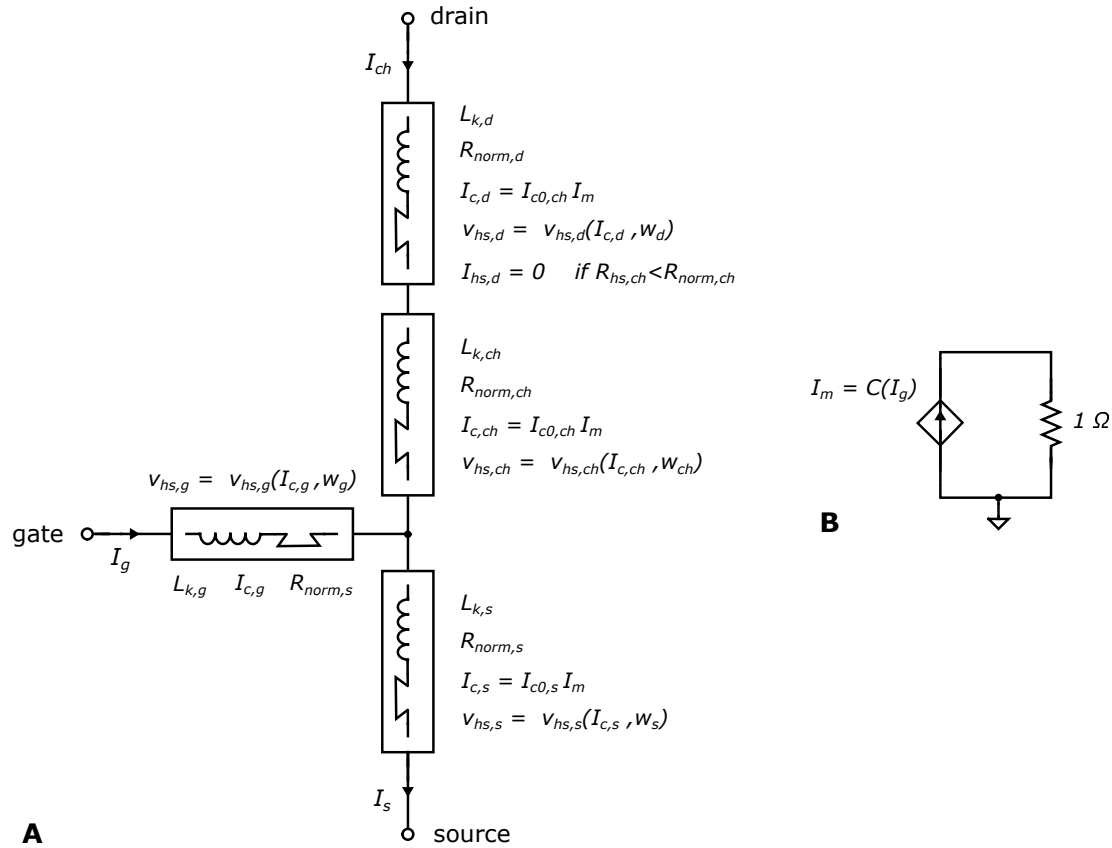 drain
I_ch
L_k,d
R_norm,d
I_c,d = I_c0,ch I_m
v_hs,d = v_hs,d(I_c,d ,w_d)
I_hs,d = 0 if R_hs,ch<R_norm,ch
L_k,ch
R_norm,ch
I_c,ch = I_c0,ch I_m
v_hs,ch = v_hs,ch(I_c,ch ,w_ch)
I_m = C(I_g)
1 Ω
B
v_hs,g = v_hs,g(I_c,g ,w_g)
gate
I_g
L_k,g I_c,g R_norm,s
L_k,s
R_norm,s
I_c,s = I_c0,s I_m
v_hs,s = v_hs,s(I_c,s ,w_s)
I_s
A
source